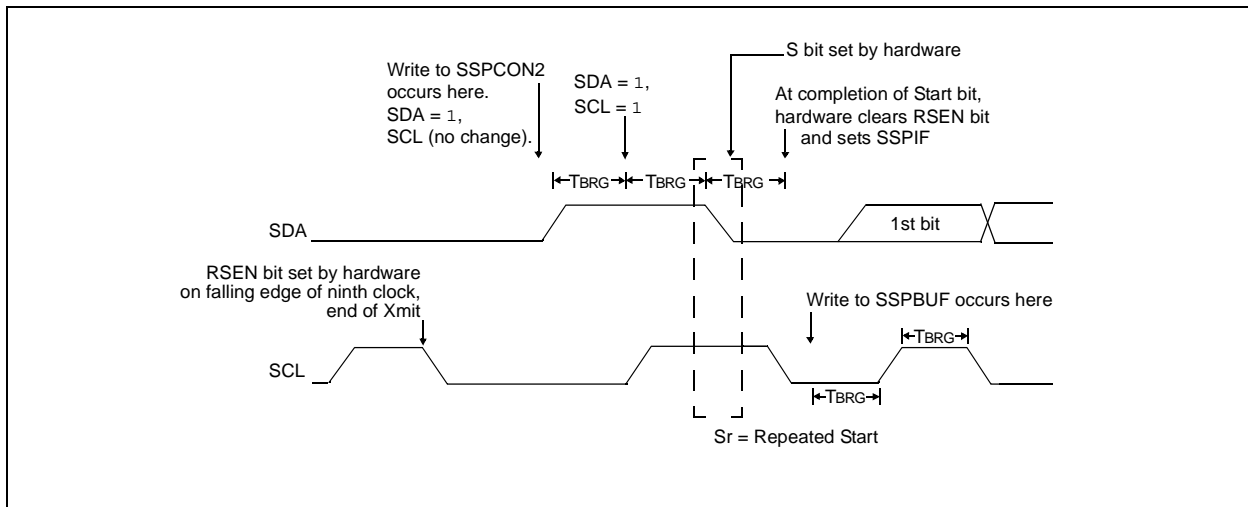 S bit set by hardware
Write to SSPCON2
occurs here.
SDA = 1,
SCL (no change).
SDA = 1,
SCL = 1
At completion of Start bit,
hardware clears RSEN bit
and sets SSPIF
TBRG
TBRG
TBRG
SDA
1st bit
RSEN bit set by hardware
on falling edge of ninth clock,
end of Xmit
Write to SSPBUF occurs here
TBRG
SCL
TBRG
Sr = Repeated Start